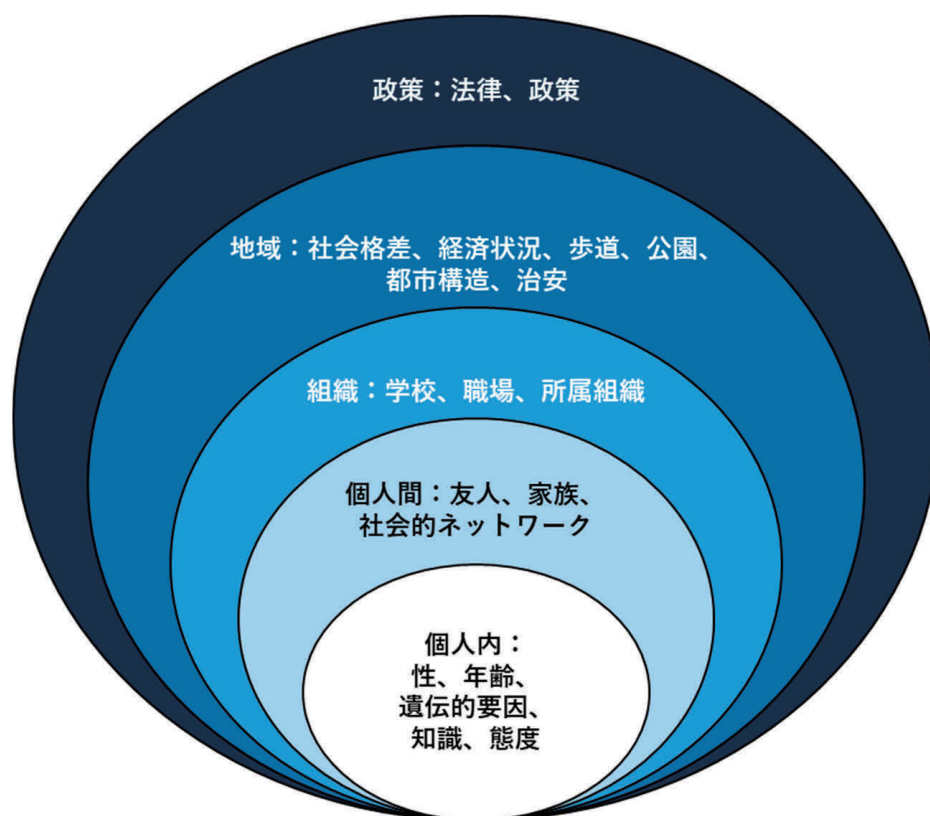 政策：法律、政策
地域：社会格差、経済状況、歩道、公園、
都市構造、治安
組織：学校、職場、所属組織
個人間：友人、家族、
社会的ネットワーク
個人内：
性、年齢、
遺伝的要因、
知識、態度